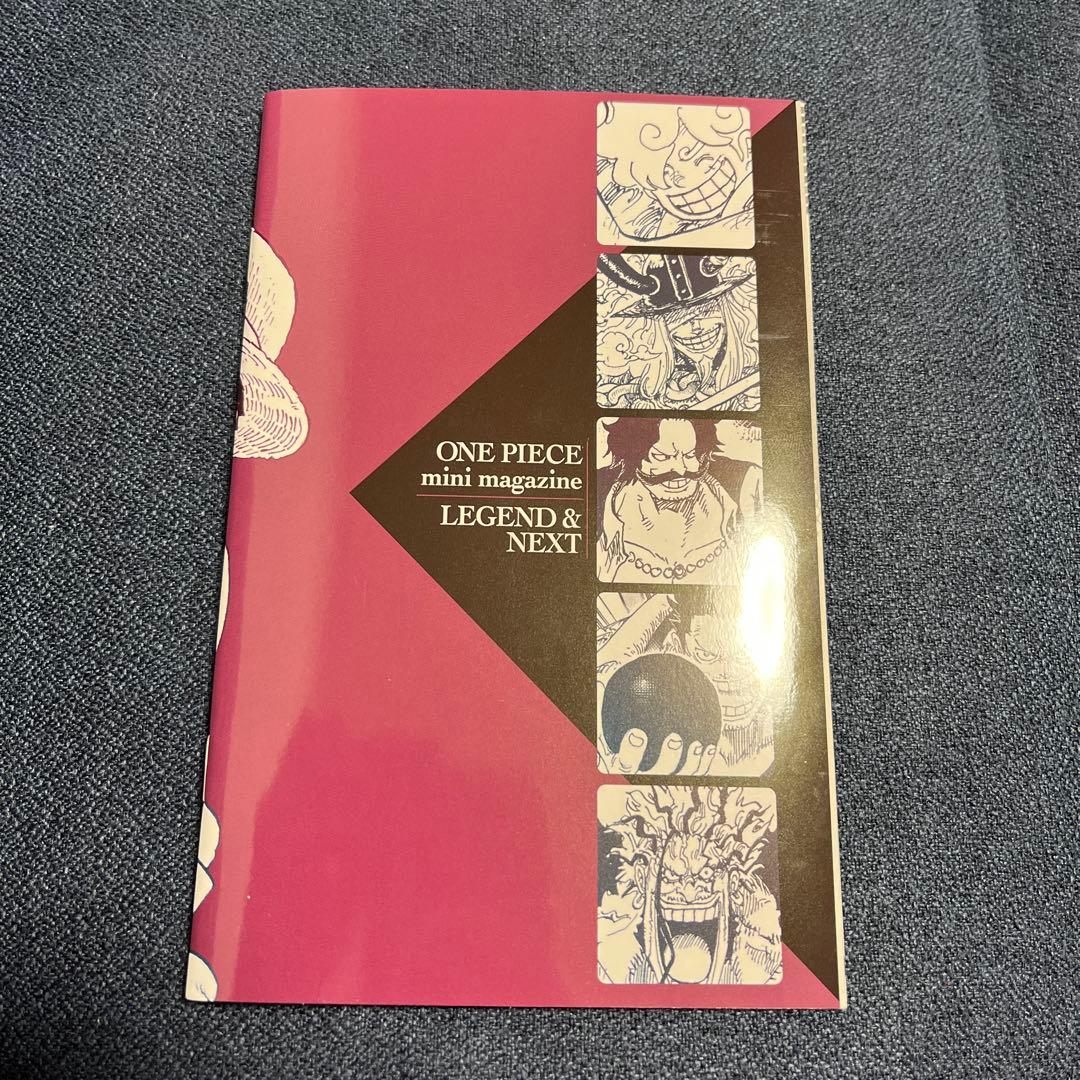 ONE PIECE
mini magazine
LEGEND &
NEXT